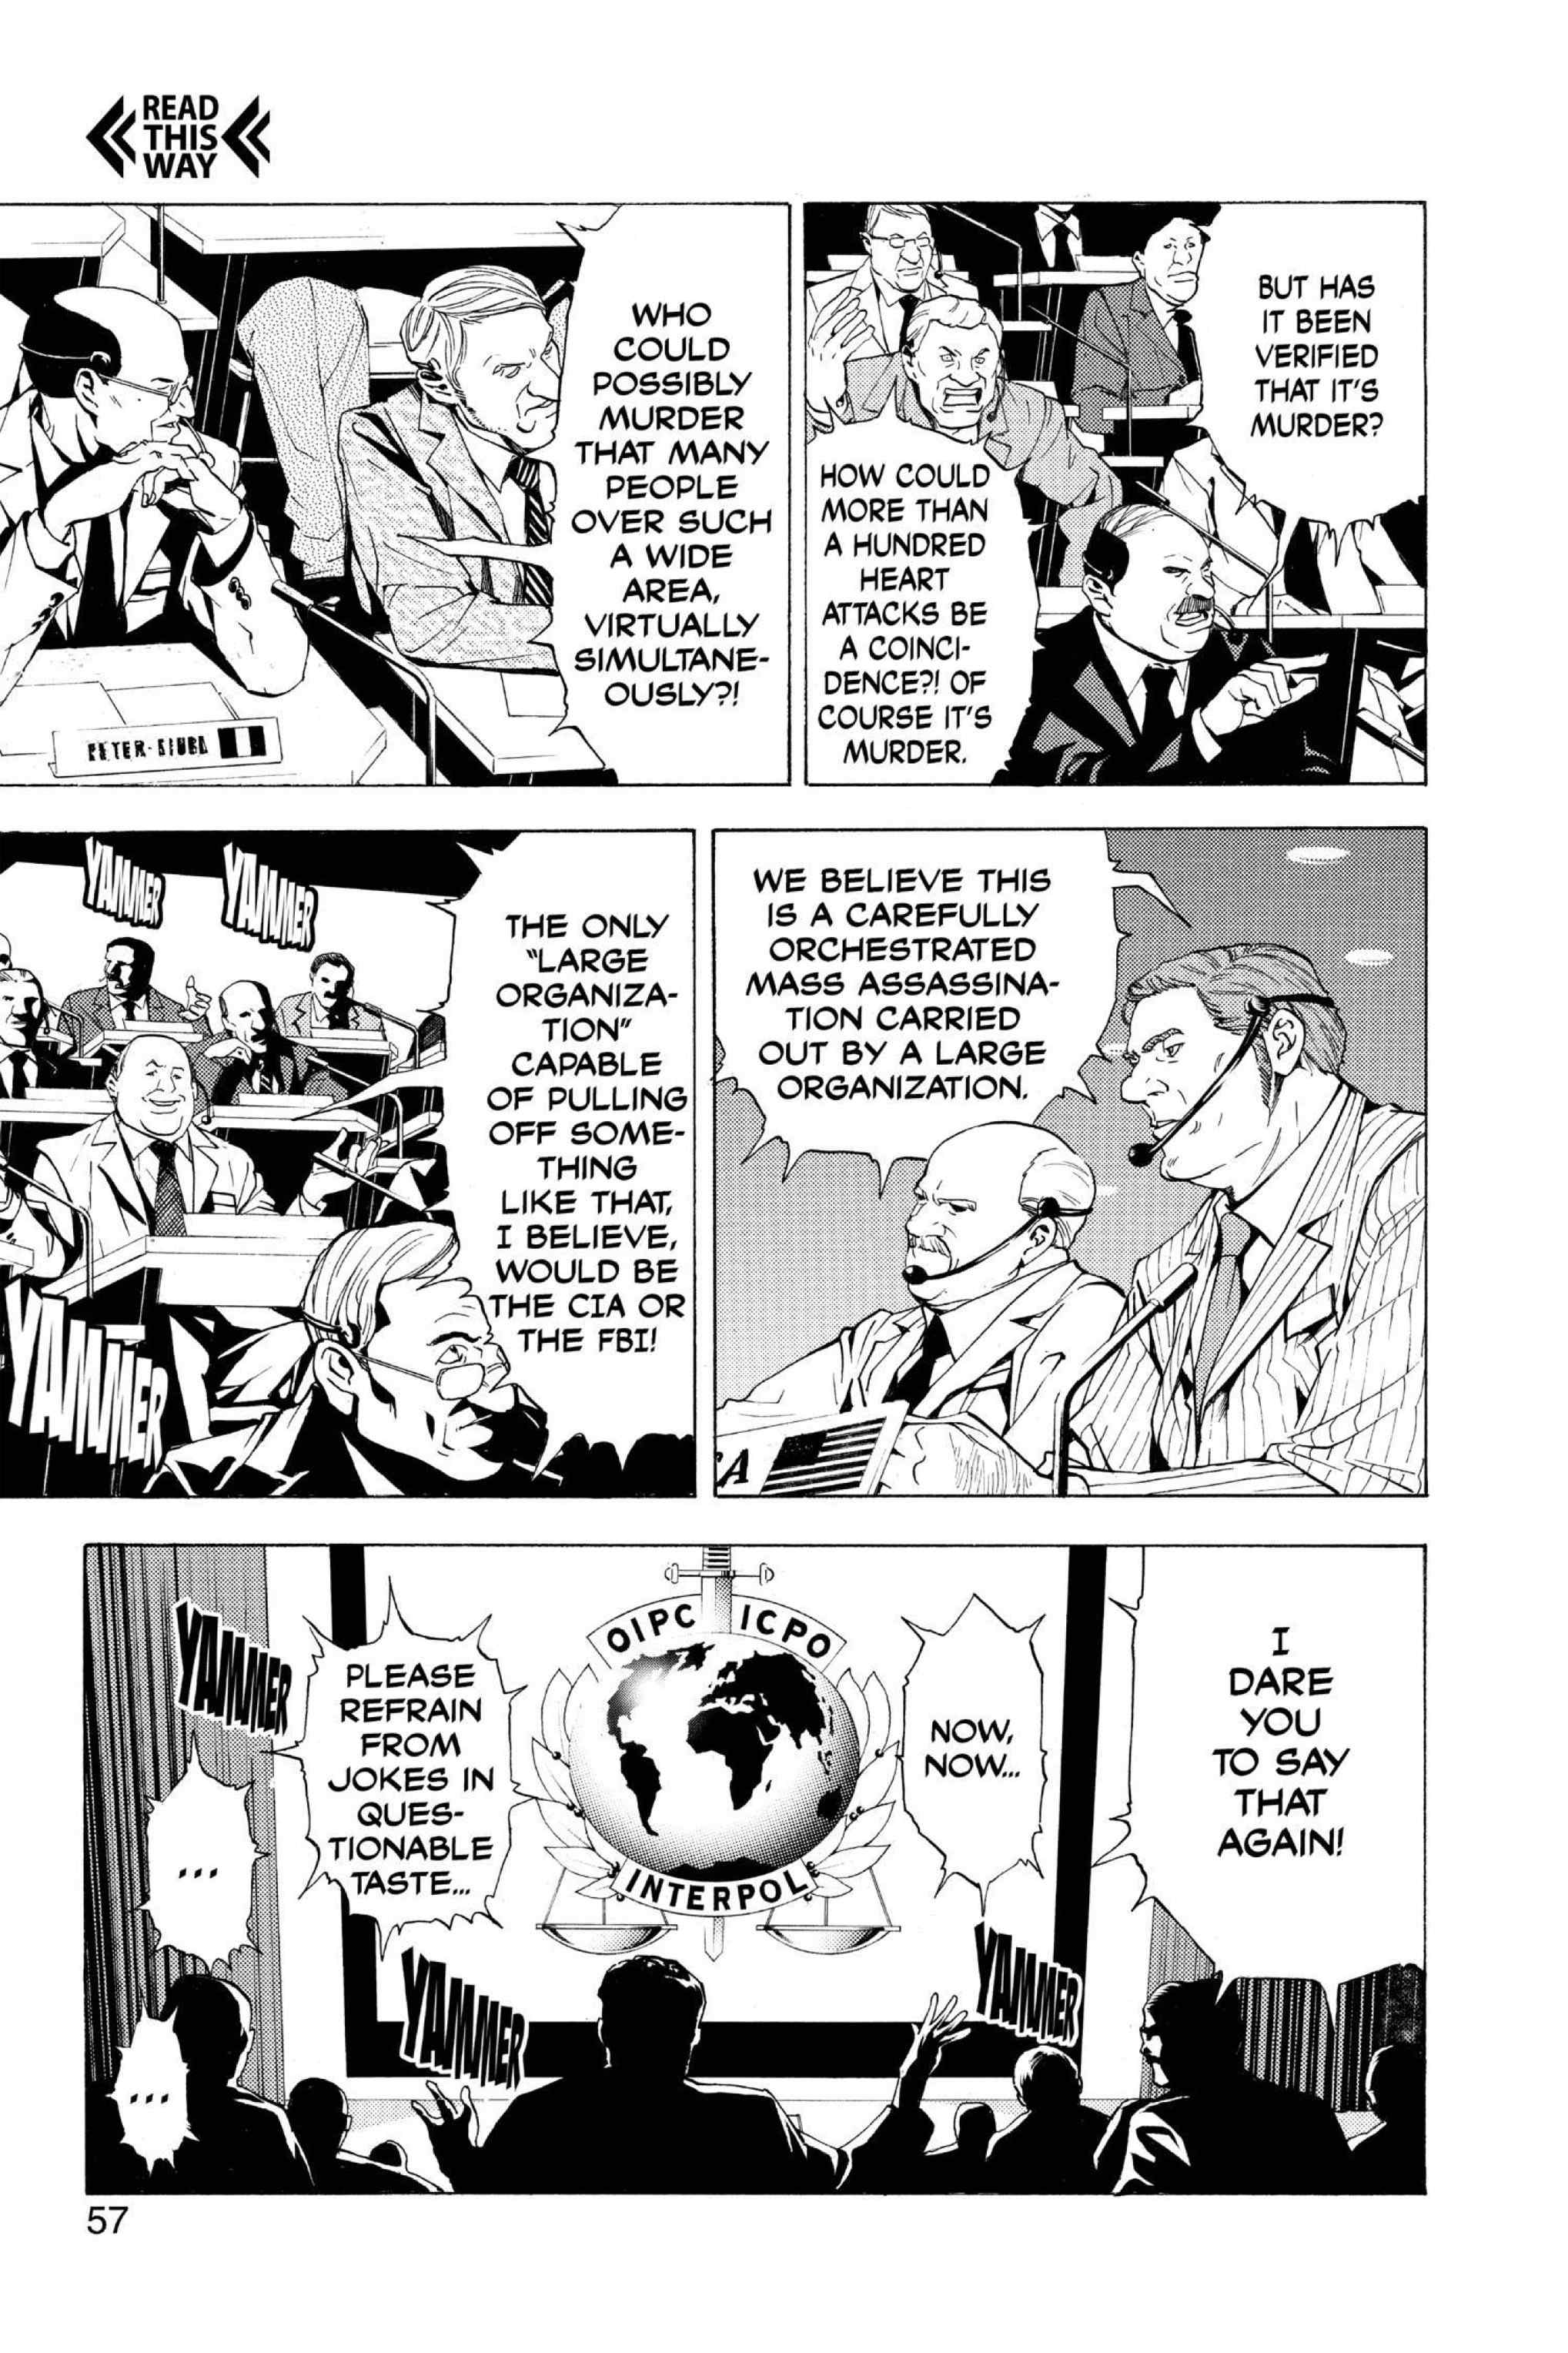 READ
THIS
WAY
BUT HAS
IT BEEN
VERIFIED
THAT IT'S
MURDER?
HOW COULD
MORE THAN
A HUNDRED
HEART
ATTACKS BE
A COINCI-
DENCE?! OF
COURSE IT'S
MURDER.
WHO
COULD
POSSIBLY
MURDER
THAT MANY
PEOPLE
OVER SUCH
A WIDE
AREA,
VIRTUALLY
SIMULTANE-
OUSLY?!
PETER-
WE BELIEVE THIS
IS A CAREFULLY
ORCHESTRATED
MASS ASSASSINA-
TION CARRIED
OUT BY A LARGE
ORGANIZATION.
A
THE ONLY
"LARGE
ORGANIZA-
TION"
CAPABLE
OF PULLING
OFF SOME-
THING
LIKE THAT,
I BELIEVE,
WOULD BE
THE CIA OR
THE FBI!
YAMMER
YAMMER
YAMMER
I
DARE
YOU
TO SAY
THAT
AGAIN!
NOW,
NOW...
YAMMER
OIPC ICPO
INTERPOL
PLEASE
REFRAIN
FROM
JOKES IN
QUES-
TIONABLE
TASTE...
YAMMER
YAMMER
...
...
57